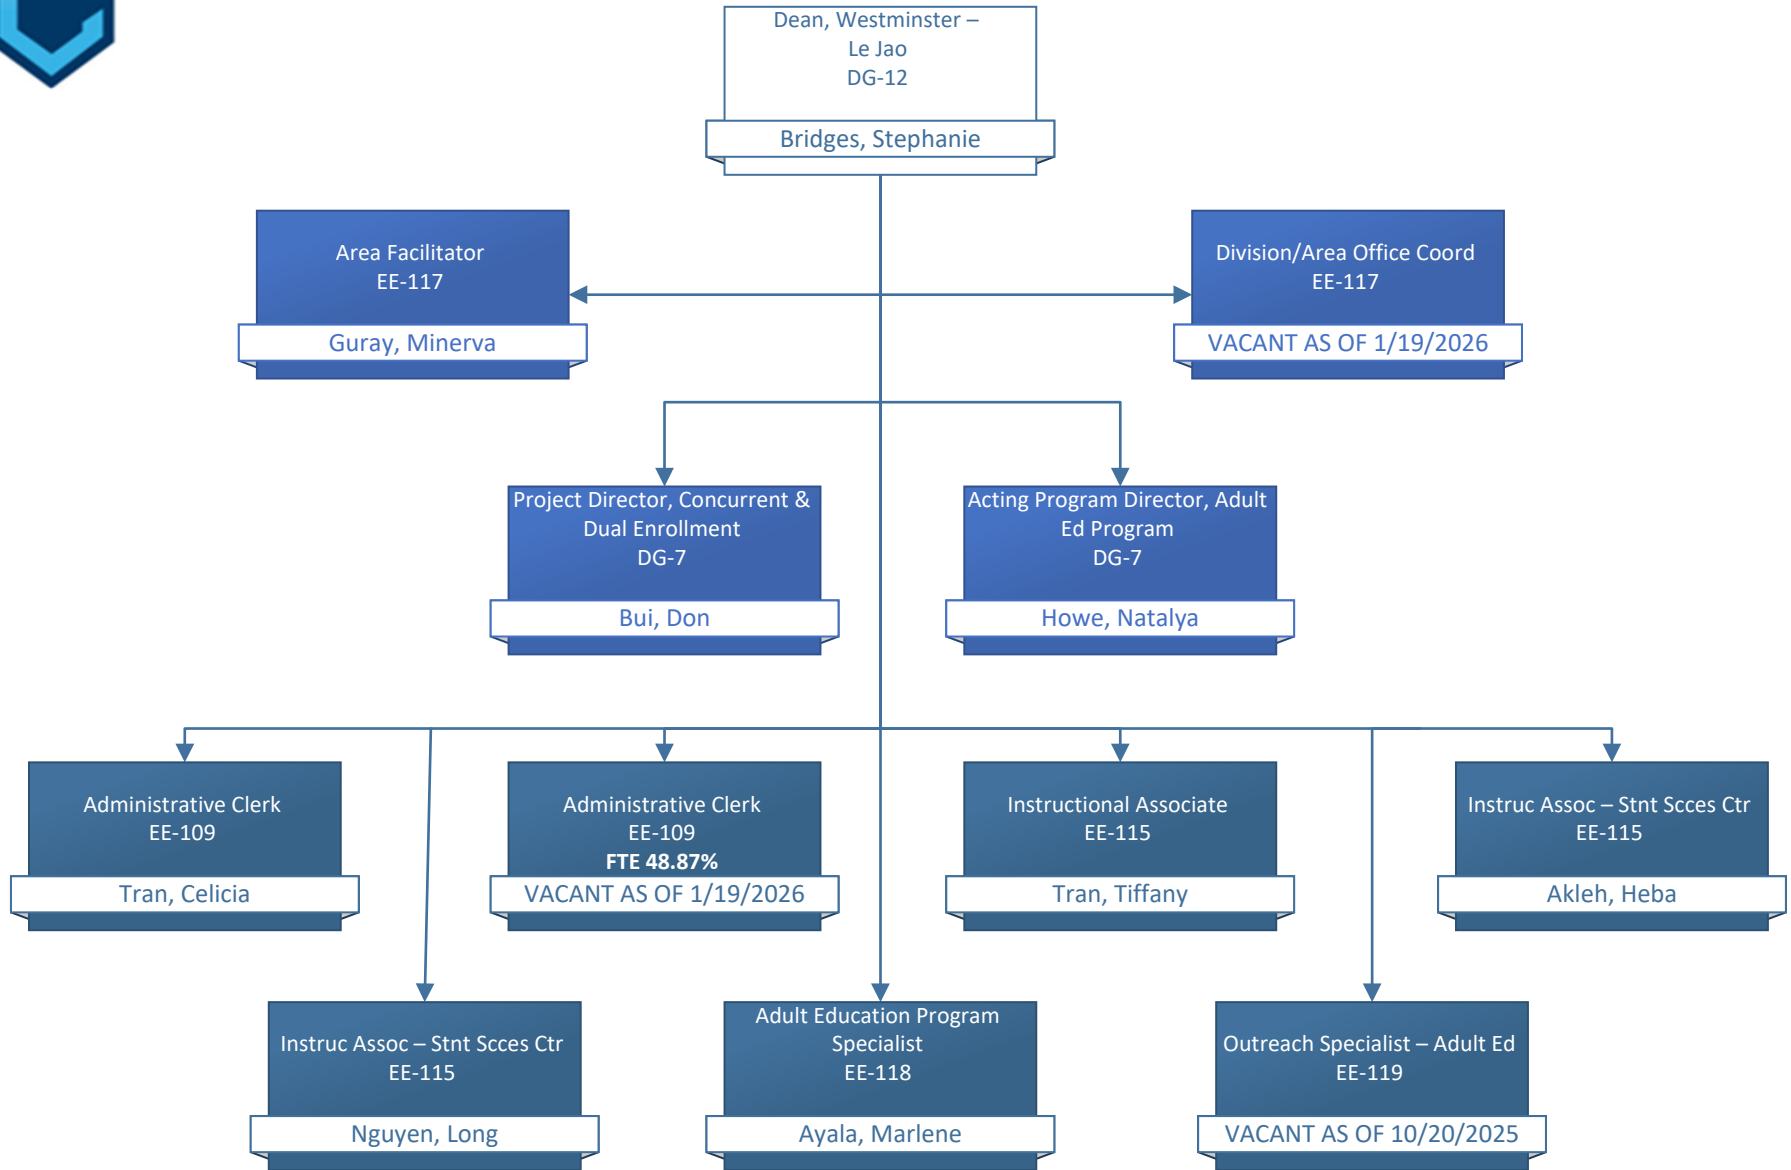 Dean, Westminster –
Le Jao
DG-12
Bridges, Stephanie
Area Facilitator
EE-117
Guray, Minerva
Division/Area Office Coord
EE-117
VACANT AS OF 1/19/2026
Project Director, Concurrent &
Dual Enrollment
DG-7
Bui, Don
Acting Program Director, Adult
Ed Program
DG-7
Howe, Natalya
Administrative Clerk
EE-109
Tran, Celicia
Administrative Clerk
EE-109
FTE 48.87%
VACANT AS OF 1/19/2026
Instructional Associate
EE-115
Tran, Tiffany
Instruc Assoc – Stnt Scces Ctr
EE-115
Akleh, Heba
Instruc Assoc – Stnt Scces Ctr
EE-115
Nguyen, Long
Adult Education Program
Specialist
EE-118
Ayala, Marlene
Outreach Specialist – Adult Ed
EE-119
VACANT AS OF 10/20/2025